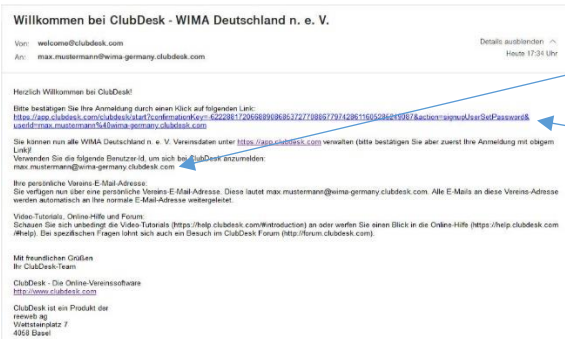 Willkommen bei ClubDesk - WIMA Deutschland n. e. V.
Von: welcome@clubdesk.com
Details ausblenden
An: max.mustermann@wima-germany.clubdesk.com
Heute 17:34 Uhr
Herzlich Willkommen bei ClubDesk!
Bitte bestätigen Sie Ihre Anmeldung durch einen Klick auf folgenden Link:
userId=max.mustermann%40wima-germany.clubdesk.com
Sie können nun alle WIMA Deutschland n. e. V. Vereinsdaten unter https://app.clubdesk.com verwalten (bitte bestätigen Sie aber zuerst Ihre Anmeldung mit obigem
Link)!
Verwenden Sie die folgende Benutzer-Id, um sich bei ClubDesk anzumelden:
max.mustermann@wima-germany.clubdesk.com
Ihre persönliche Vereins-E-Mail-Adresse:
Sie verfügen nun über eine persönliche Vereins-E-Mail-Adresse. Diese lautet max.mustermann@wima-germany.clubdesk.com. Alle E-Mails an diese Vereins-Adresse
werden automatisch an Ihre normale E-Mail-Adresse weitergeleitet.
Video-Tutorials, Online-Hilfe und Forum:
Schauen Sie sich unbedingt die Video-Tutorials (https://help.clubdesk.com/#introduction) an oder werfen Sie einen Blick in die Online-Hilfe (https://help.clubdesk.com
/#help). Bei spezifischen Fragen lohnt sich auch ein Besuch im ClubDesk Forum (http://forum.clubdesk.com).
Mit freundlichen Grüßen
Ihr ClubDesk-Team
ClubDesk - Die Online-Vereinssoftware
http://www.clubdesk.com
ClubDesk ist ein Produkt der
reeweb ag
Wettsteinplatz 7
4058 Basel